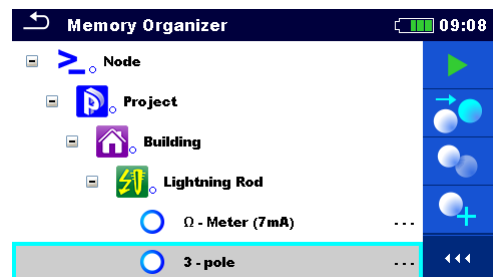 Memory Organizer 09:08
Node
Project
Building
Lightning Rod
Ω - Meter (7mA) ...
3 - pole ...